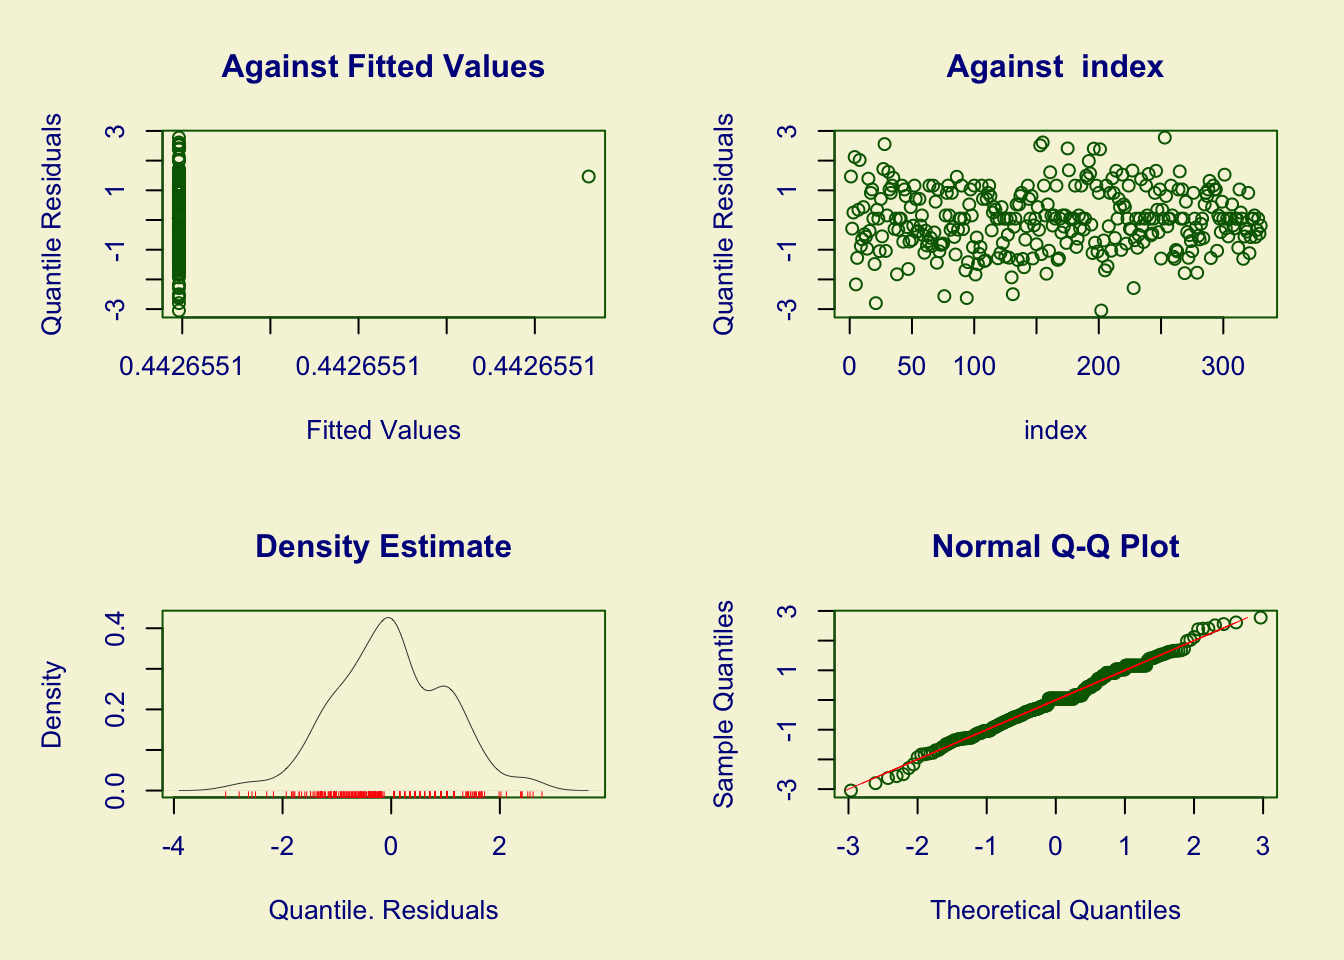 Against Fitted Values
Quantile Residuals
3
1
-1
-3
0.4426551 0.4426551 0.4426551
Fitted Values
Against  index
Quantile Residuals
3
1
-1
-3
0 50 100 200 300
index
Density Estimate
Density
0.4
0.2
0.0
-4 -2 0 2
Quantile. Residuals
Normal Q-Q Plot
Sample Quantiles
3
1
-1
-3
-3 -2 -1 0 1 2 3
Theoretical Quantiles